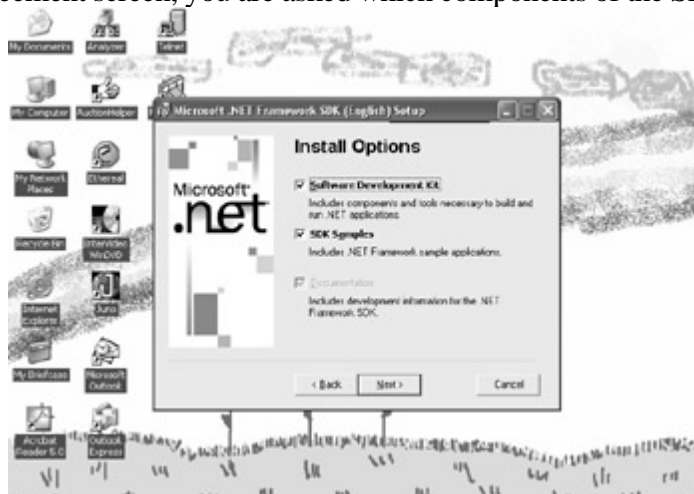 cement screen, you are asked which components of the S
My Documents
Analyzer
Telnet
My Computer
AuctionHelper
My Network
Places
Ethereal
Recycle Bin
InterVideo
WinDVD
Internet
Explorer
Juno
My Briefcase
Microsoft
Outlook
Acrobat
Reader 5.0
Outlook
Express
Microsoft .NET Framework SDK (English) Setup
Microsoft
.net
Install Options
Software Development Kit
Includes components and tools necessary to build and
run .NET applications.
SDK Samples
Includes .NET Framework sample applications.
Documentation
Includes development information for the .NET
Framework SDK.
< Back
Next >
Cancel